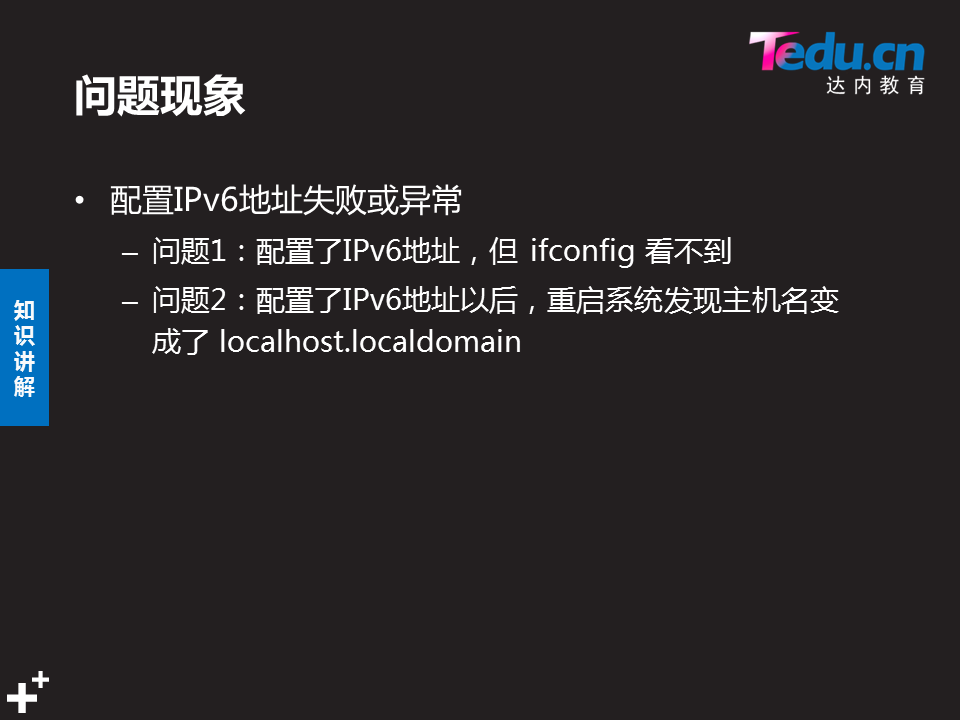 Tedu.cn
达内教育
问题现象
• 配置IPv6地址失败或异常
– 问题1：配置了IPv6地址，但 ifconfig 看不到
– 问题2：配置了IPv6地址以后，重启系统发现主机名变
成了 localhost.localdomain
知
识
讲
解